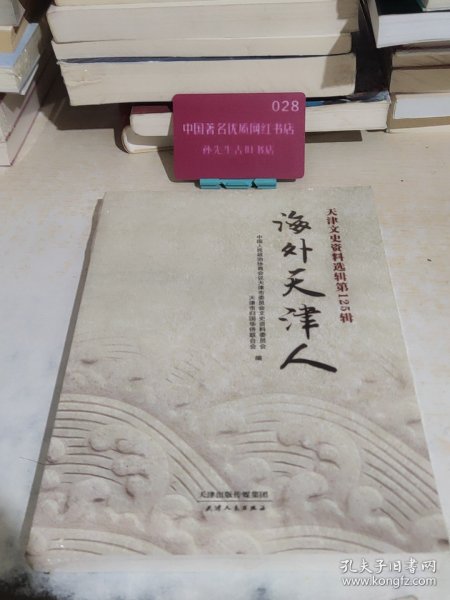 028
中国著名优质网红书店
孙先生古旧书店
天津文史资料选辑第125辑
海外天津人
中国人民政治协商会议天津市委员会文史资料委员会
天津市归国华侨联合会
编
天津出版传媒集团
天津人民出版社
孔夫子旧书网
www.kongfz.com